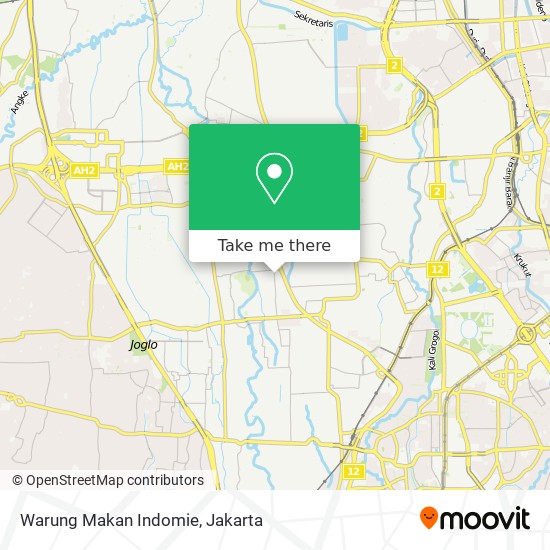 Sekretaris
2
Angke
AH2
AH2
2
Take me there
12
Krukut
Kali Grogo
Joglo
12
© OpenStreetMap contributors
Warung Makan Indomie, Jakarta
moovit